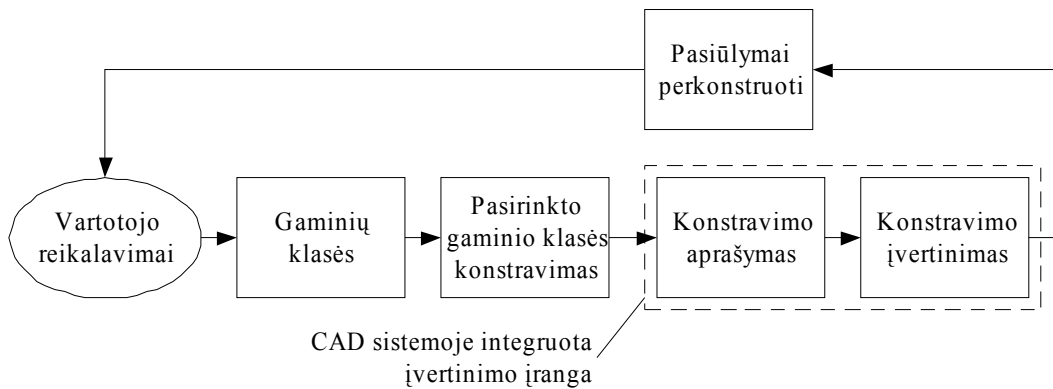 Pasiūlymai
perkonstruoti
Vartotojo
reikalavimai
Gaminių
klasės
Pasirinkto
gaminio klasės
konstravimas
Konstravimo
aprašymas
Konstravimo
įvertinimas
CAD sistemoje integruota
įvertinimo įranga